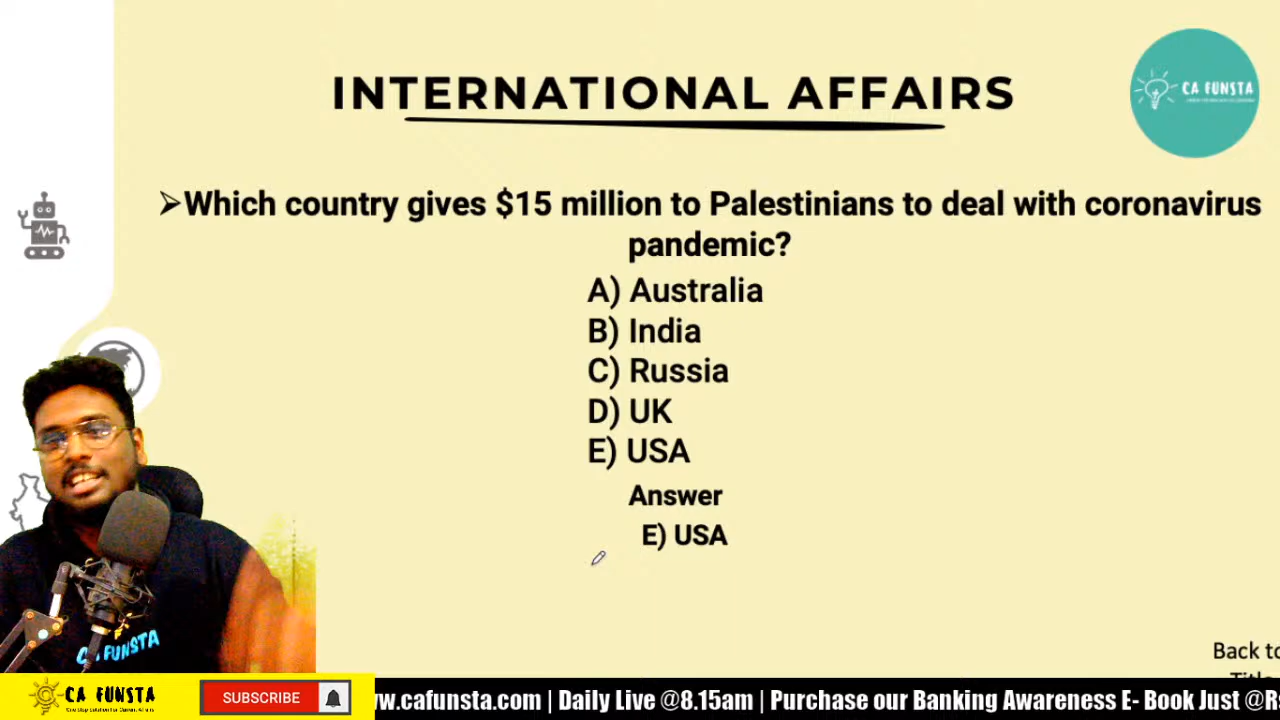 INTERNATIONAL AFFAIRS
CA FUNSTA
➢Which country gives $15 million to Palestinians to deal with coronavirus
pandemic?
A) Australia
B) India
C) Russia
D) UK
E) USA
Answer
E) USA
CA FUNSTA
Back to
CA FUNSTA
SUBSCRIBE
w.cafunsta.com | Daily Live @8.15am | Purchase our Banking Awareness E- Book Just @R